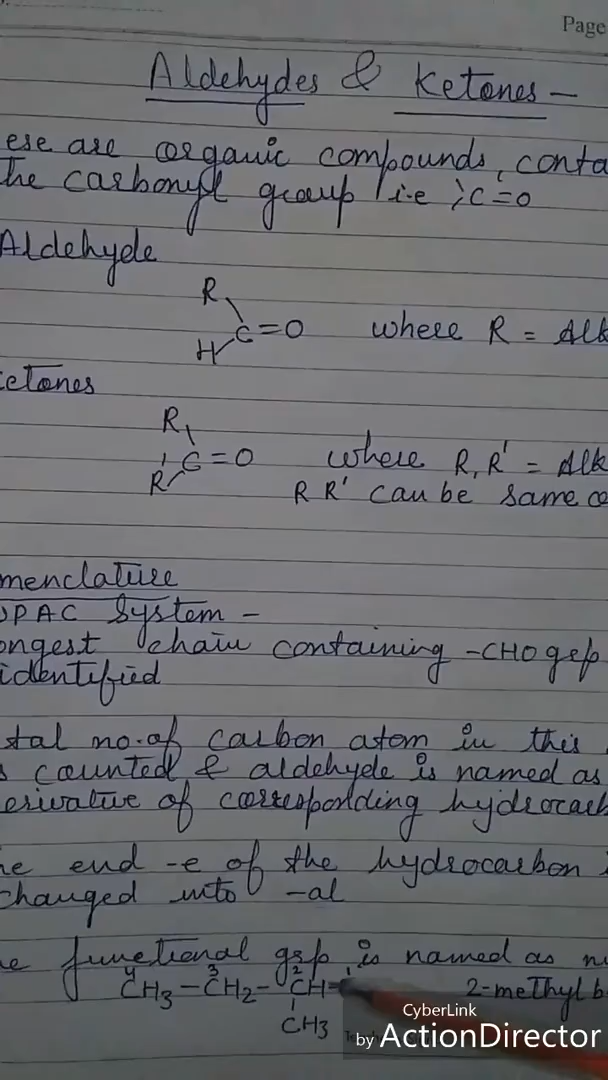 Page
Aldehydes & Ketones -
ese are organic compounds, conta
The carbonyl group i.e >C=O
Aldehyde
R
C=O where R = Alk
H
etones
R
C=O where R, R' = Alk
R' R R' can be same o
menclature
UPAC System -
ongest chain containing -CHO grp
identified
tal no. of carbon atom in this
s counted & aldehyde is named as
erivative of corresponding hydrocarb
he end -e of the hydrocarbon i
changed into -al
e functional grp is named as n
4 3 2 1
CH3 - CH2 - CH - 2-methyl b
CH3
CyberLink
by ActionDirector